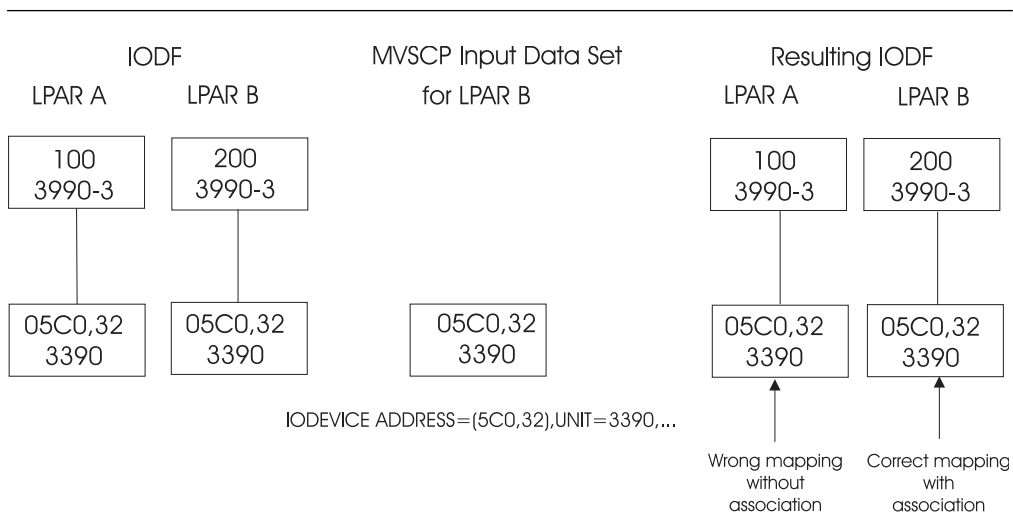 IODF
MVSCP Input Data Set
Resulting IODF
LPAR A
LPAR B
for LPAR B
LPAR A
LPAR B
100
3990-3
200
3990-3
100
3990-3
200
3990-3
05C0,32
3390
05C0,32
3390
05C0,32
3390
05C0,32
3390
05C0,32
3390
IODEVICE ADDRESS=(5C0,32),UNIT=3390,...
Wrong mapping
without
association
Correct mapping
with
association